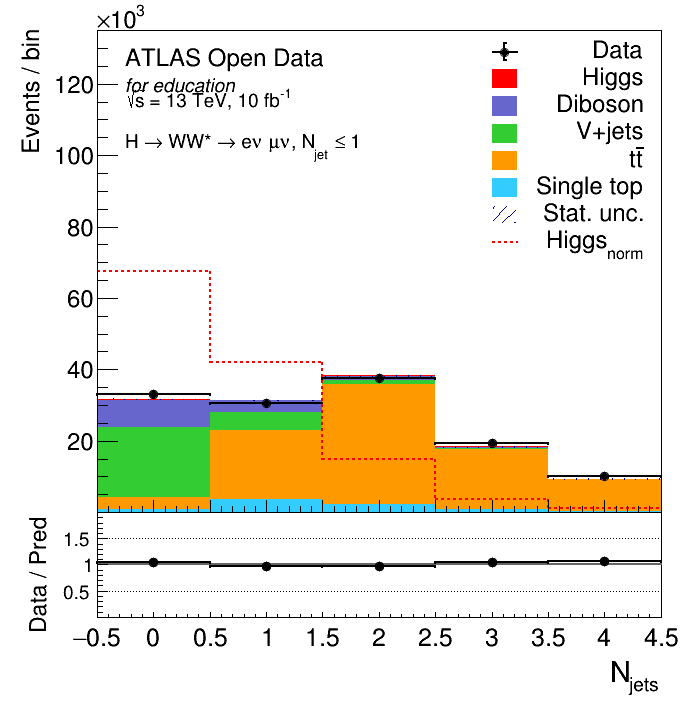 ×10³
Events / bin
ATLAS Open Data
for education
√s = 13 TeV, 10 fb⁻¹
H → WW* → eν μν, N_jet ≤ 1
Data
Higgs
Diboson
V+jets
tt̄
Single top
Stat. unc.
Higgs_norm
120
100
80
60
40
20
Data / Pred
1.5
1
0.5
−0.5 0 0.5 1 1.5 2 2.5 3 3.5 4 4.5
N_jets